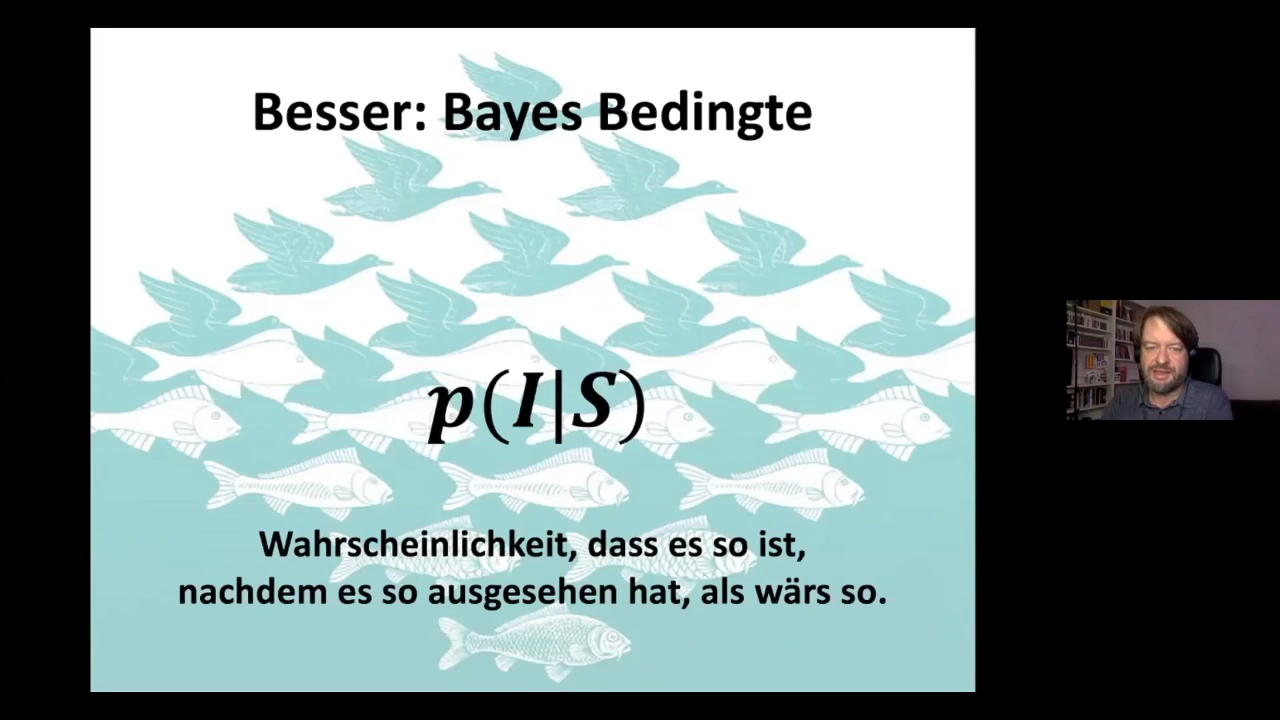 Besser: Bayes Bedingte
p(I|S)
Wahrscheinlichkeit, dass es so ist,
nachdem es so ausgesehen hat, als wärs so.